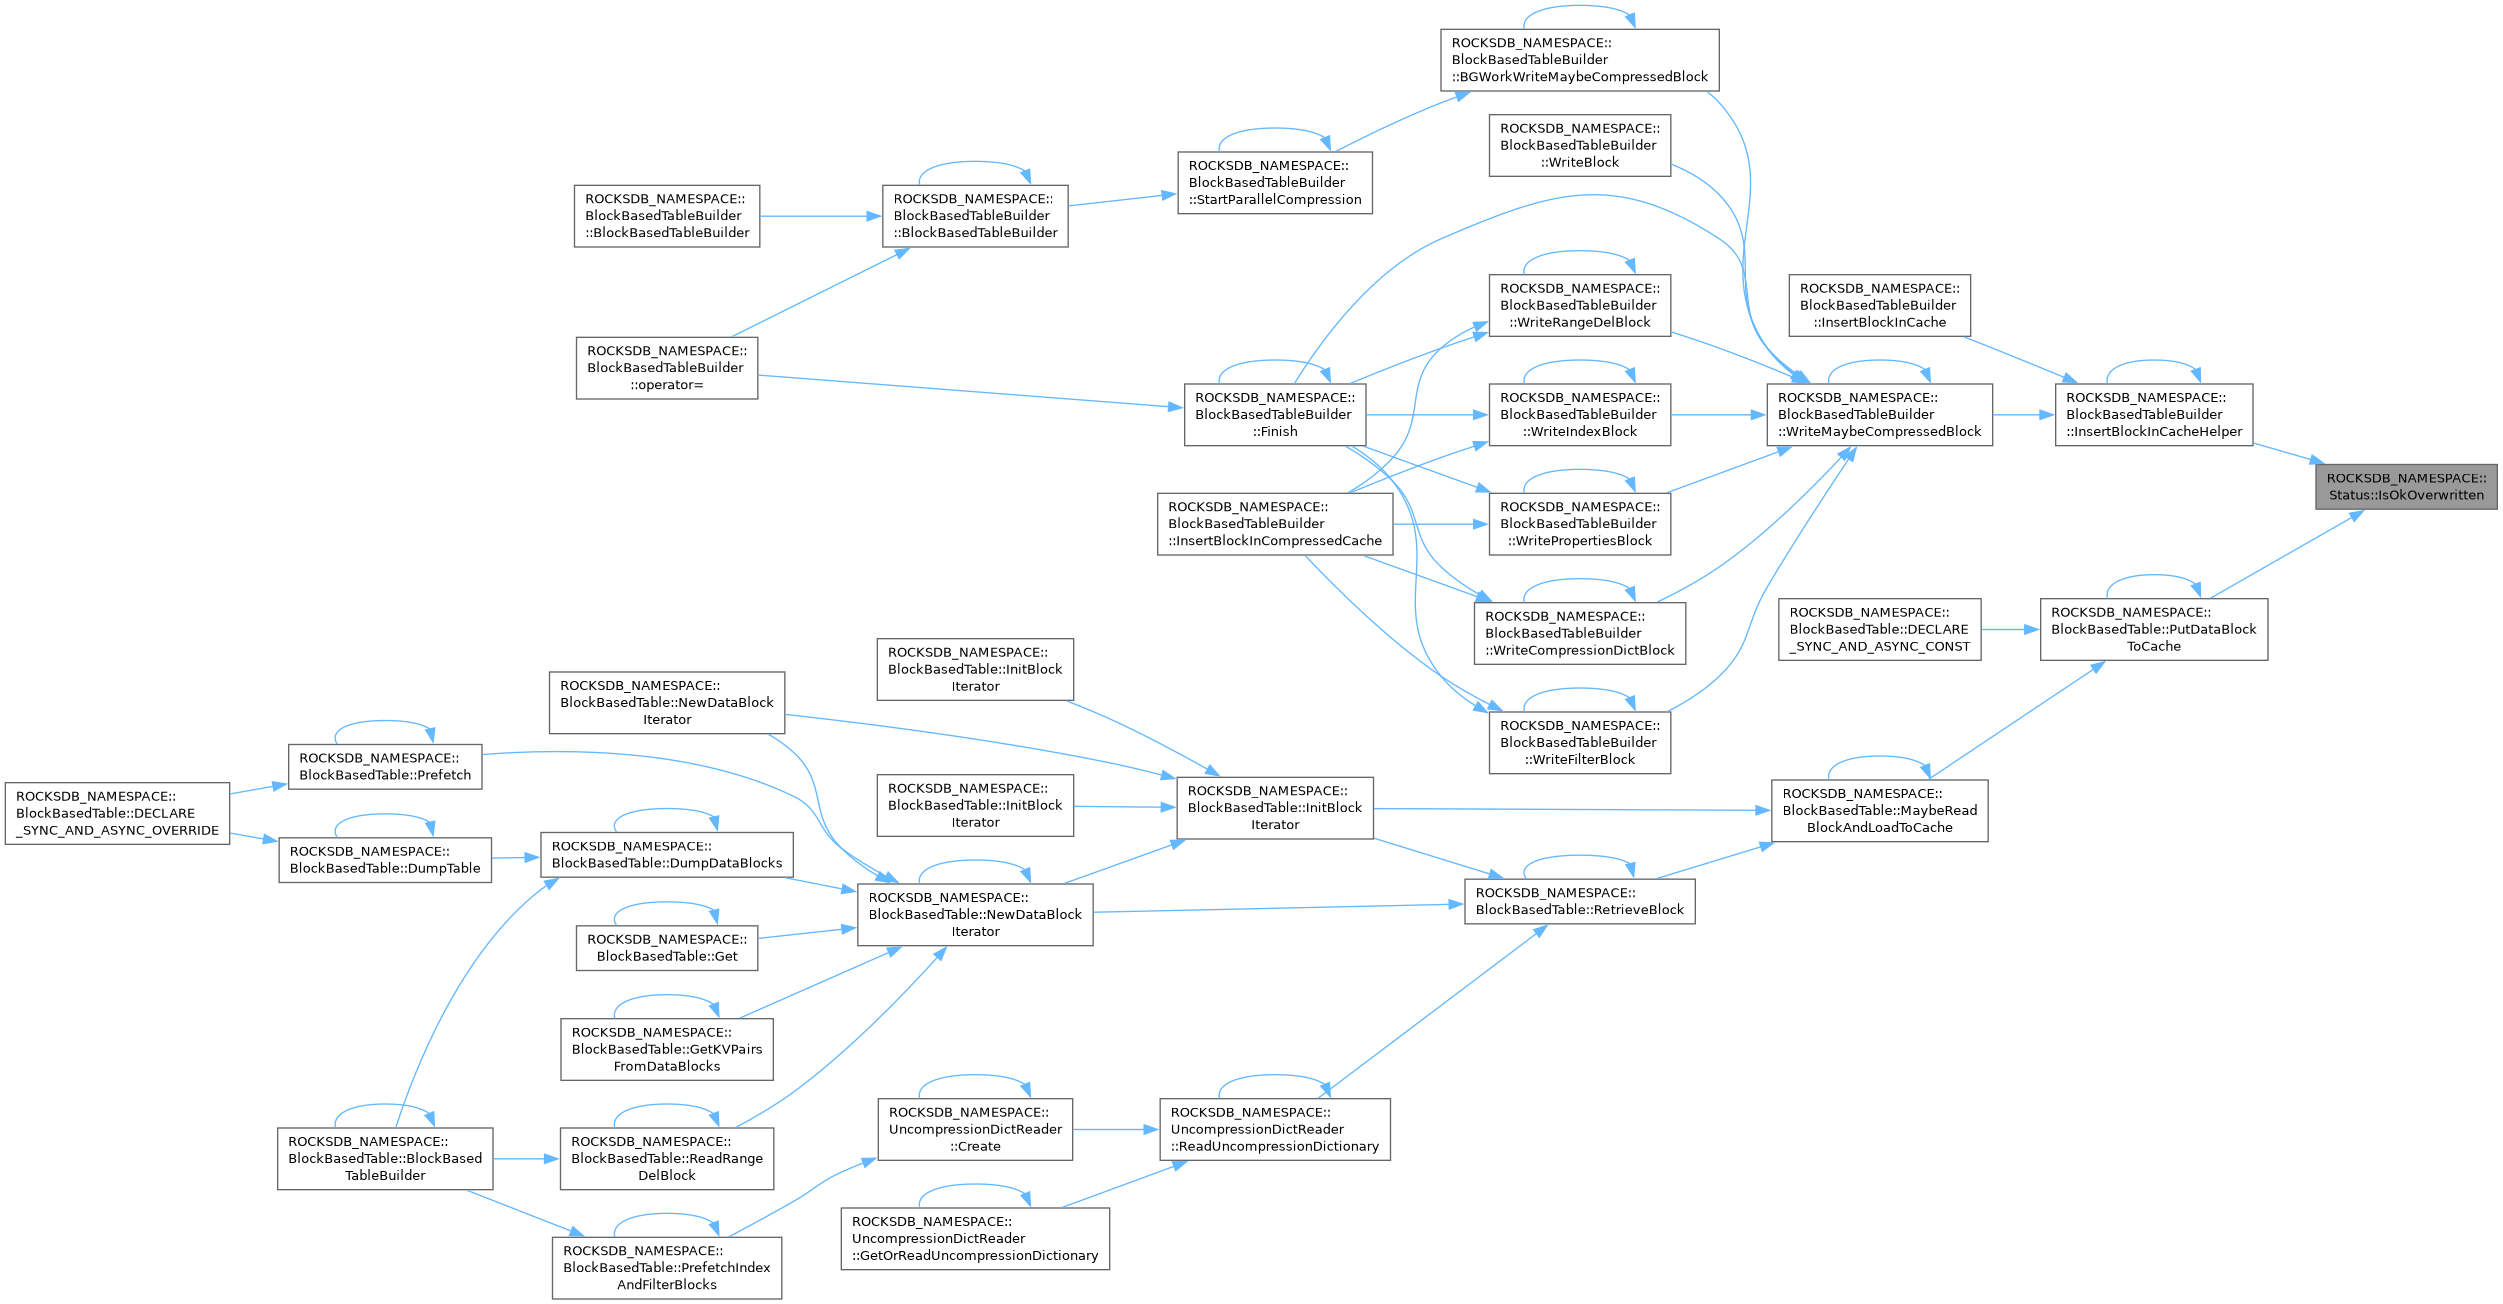 ROCKSDB_NAMESPACE::
BlockBasedTableBuilder
::BGWorkWriteMaybeCompressedBlock
ROCKSDB_NAMESPACE::
BlockBasedTableBuilder
::WriteBlock
ROCKSDB_NAMESPACE::
BlockBasedTableBuilder
::StartParallelCompression
ROCKSDB_NAMESPACE::
BlockBasedTableBuilder
::BlockBasedTableBuilder
ROCKSDB_NAMESPACE::
BlockBasedTableBuilder
::BlockBasedTableBuilder
ROCKSDB_NAMESPACE::
BlockBasedTableBuilder
::WriteRangeDelBlock
ROCKSDB_NAMESPACE::
BlockBasedTableBuilder
::InsertBlockInCache
ROCKSDB_NAMESPACE::
BlockBasedTableBuilder
::operator=
ROCKSDB_NAMESPACE::
BlockBasedTableBuilder
::Finish
ROCKSDB_NAMESPACE::
BlockBasedTableBuilder
::WriteIndexBlock
ROCKSDB_NAMESPACE::
BlockBasedTableBuilder
::WriteMaybeCompressedBlock
ROCKSDB_NAMESPACE::
BlockBasedTableBuilder
::InsertBlockInCacheHelper
ROCKSDB_NAMESPACE::
Status::IsOkOverwritten
ROCKSDB_NAMESPACE::
BlockBasedTableBuilder
::InsertBlockInCompressedCache
ROCKSDB_NAMESPACE::
BlockBasedTableBuilder
::WritePropertiesBlock
ROCKSDB_NAMESPACE::
BlockBasedTableBuilder
::WriteCompressionDictBlock
ROCKSDB_NAMESPACE::
BlockBasedTable::DECLARE
_SYNC_AND_ASYNC_CONST
ROCKSDB_NAMESPACE::
BlockBasedTable::PutDataBlock
ToCache
ROCKSDB_NAMESPACE::
BlockBasedTable::InitBlock
Iterator
ROCKSDB_NAMESPACE::
BlockBasedTable::NewDataBlock
Iterator
ROCKSDB_NAMESPACE::
BlockBasedTableBuilder
::WriteFilterBlock
ROCKSDB_NAMESPACE::
BlockBasedTable::Prefetch
ROCKSDB_NAMESPACE::
BlockBasedTable::DECLARE
_SYNC_AND_ASYNC_OVERRIDE
ROCKSDB_NAMESPACE::
BlockBasedTable::InitBlock
Iterator
ROCKSDB_NAMESPACE::
BlockBasedTable::InitBlock
Iterator
ROCKSDB_NAMESPACE::
BlockBasedTable::MaybeRead
BlockAndLoadToCache
ROCKSDB_NAMESPACE::
BlockBasedTable::DumpTable
ROCKSDB_NAMESPACE::
BlockBasedTable::DumpDataBlocks
ROCKSDB_NAMESPACE::
BlockBasedTable::NewDataBlock
Iterator
ROCKSDB_NAMESPACE::
BlockBasedTable::RetrieveBlock
ROCKSDB_NAMESPACE::
BlockBasedTable::Get
ROCKSDB_NAMESPACE::
BlockBasedTable::GetKVPairs
FromDataBlocks
ROCKSDB_NAMESPACE::
UncompressionDictReader
::Create
ROCKSDB_NAMESPACE::
UncompressionDictReader
::ReadUncompressionDictionary
ROCKSDB_NAMESPACE::
BlockBasedTable::BlockBased
TableBuilder
ROCKSDB_NAMESPACE::
BlockBasedTable::ReadRange
DelBlock
ROCKSDB_NAMESPACE::
UncompressionDictReader
::GetOrReadUncompressionDictionary
ROCKSDB_NAMESPACE::
BlockBasedTable::PrefetchIndex
AndFilterBlocks